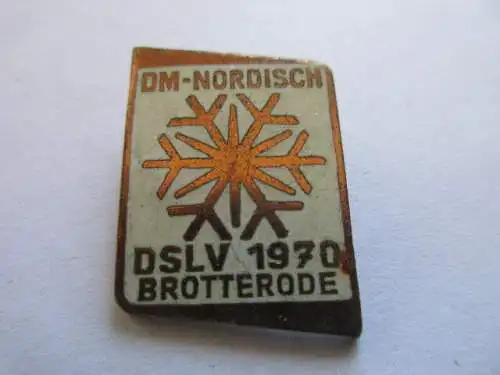 DM-NORDISCH
DSLV 1970
BROTTERODE